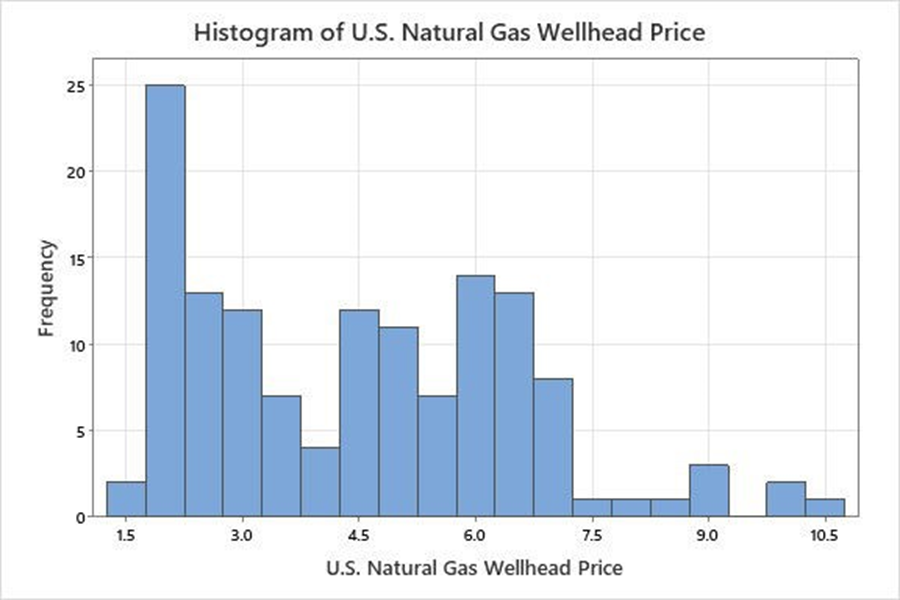 Histogram of U.S. Natural Gas Wellhead Price
25
20
15
10
5
0
Frequency
1.5 3.0 4.5 6.0 7.5 9.0 10.5
U.S. Natural Gas Wellhead Price